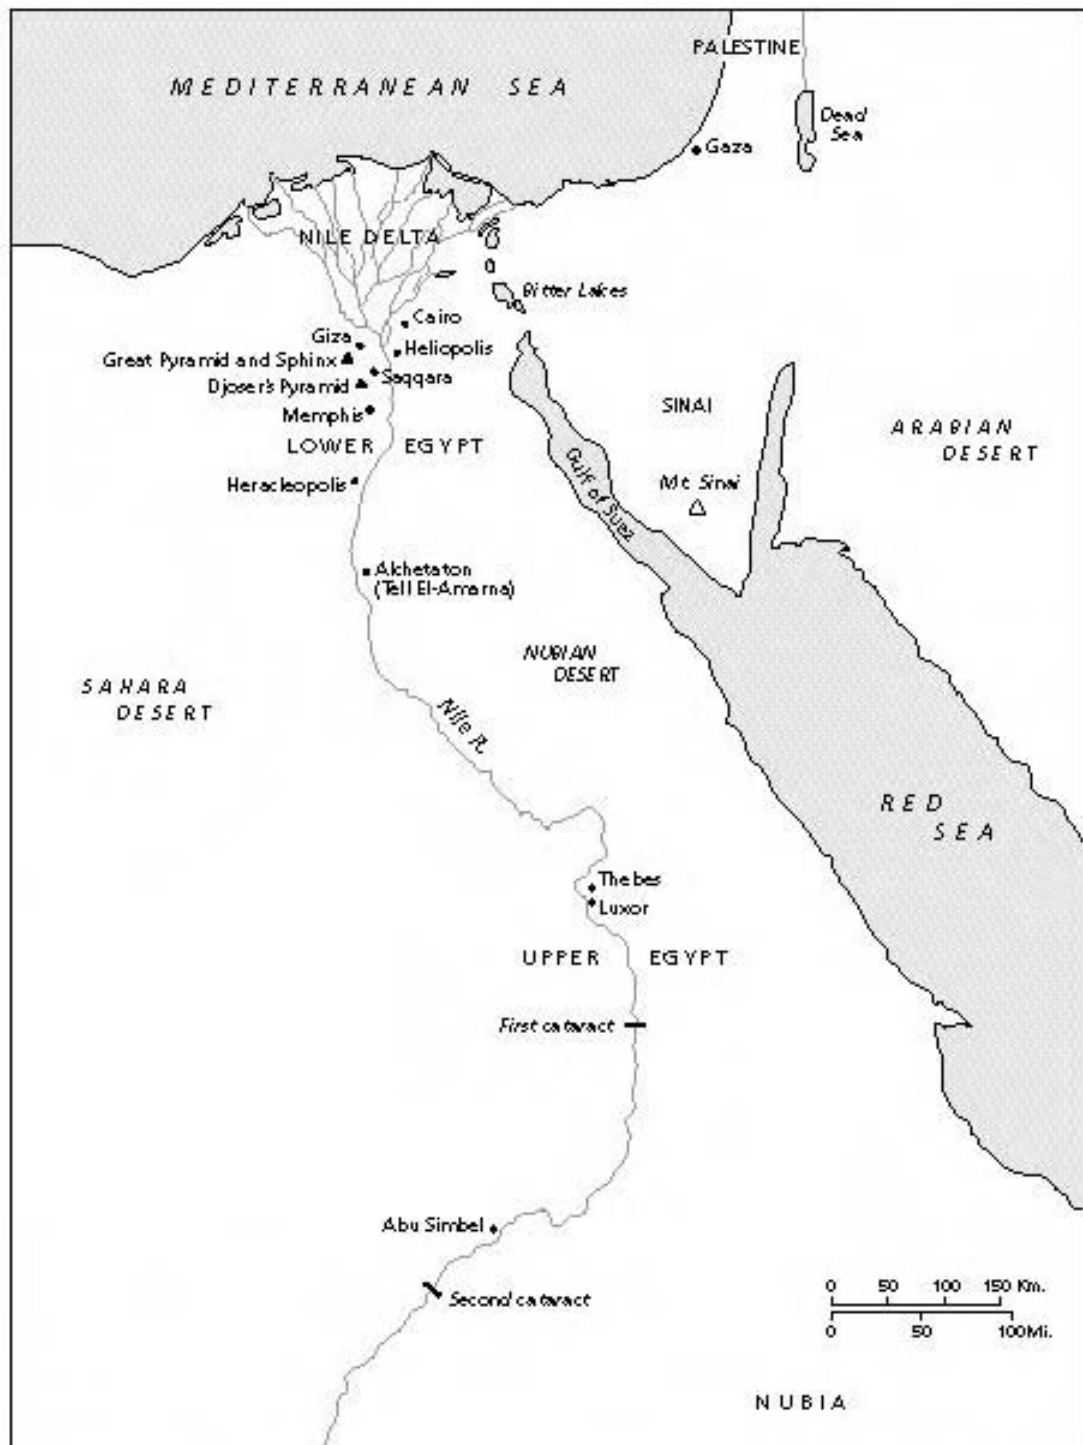 PALESTINE
MEDITERRANEAN SEA
Dead
Sea
Gaza
NILE DELTA
Bitter Lakes
Cairo
Giza
Heliopolis
Great Pyramid and Sphinx
Saqqara
Djoser's Pyramid
Memphis
SINAI
ARABIAN
DESERT
LOWER EGYPT
Gulf of Suez
Mt. Sinai
Heracleopolis
Akhetaton
(Tell El-Amarna)
NUBIAN
DESERT
SAHARA
DESERT
Nile R.
RED
SEA
Thebes
Luxor
UPPER EGYPT
First cataract
Abu Simbel
Second cataract
0 50 100 150 Km.
0 50 100 Mi.
NUBIA